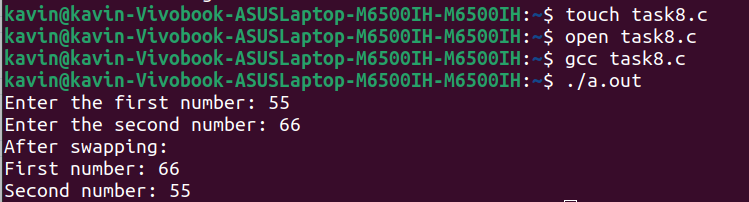 kavin@kavin-Vivobook-ASUSLaptop-M6500IH-M6500IH:~$ touch task8.c
kavin@kavin-Vivobook-ASUSLaptop-M6500IH-M6500IH:~$ open task8.c
kavin@kavin-Vivobook-ASUSLaptop-M6500IH-M6500IH:~$ gcc task8.c
kavin@kavin-Vivobook-ASUSLaptop-M6500IH-M6500IH:~$ ./a.out
Enter the first number: 55
Enter the second number: 66
After swapping:
First number: 66
Second number: 55